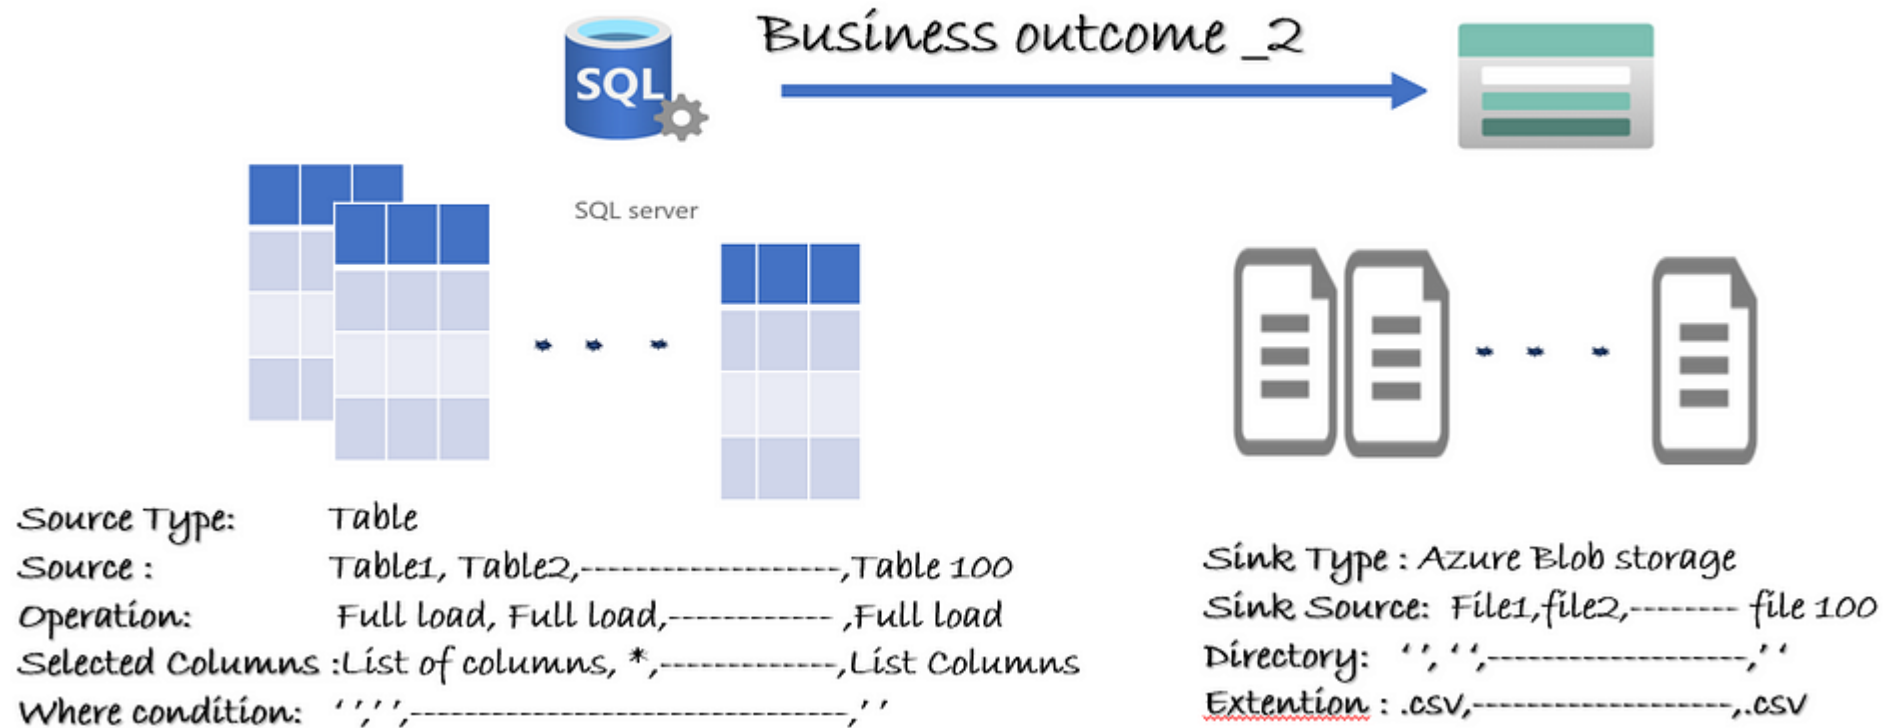 Business outcome _2
SQL
SQL server
Source Type: Table
Source : Table1, Table2,-------------------,Table 100
Operation: Full load, Full load,------------ ,Full load
Selected Columns :List of columns, *,-------------,List Columns
Where condition: ‘ ’,‘ ’,--------------------------------,‘ ‘
Sink Type : Azure Blob storage
Sink Source: File1,file2,-------- file 100
Directory: ‘ ‘, ‘ ‘,-------------------,‘ ‘
Extention : .csv,-------------------,.csv